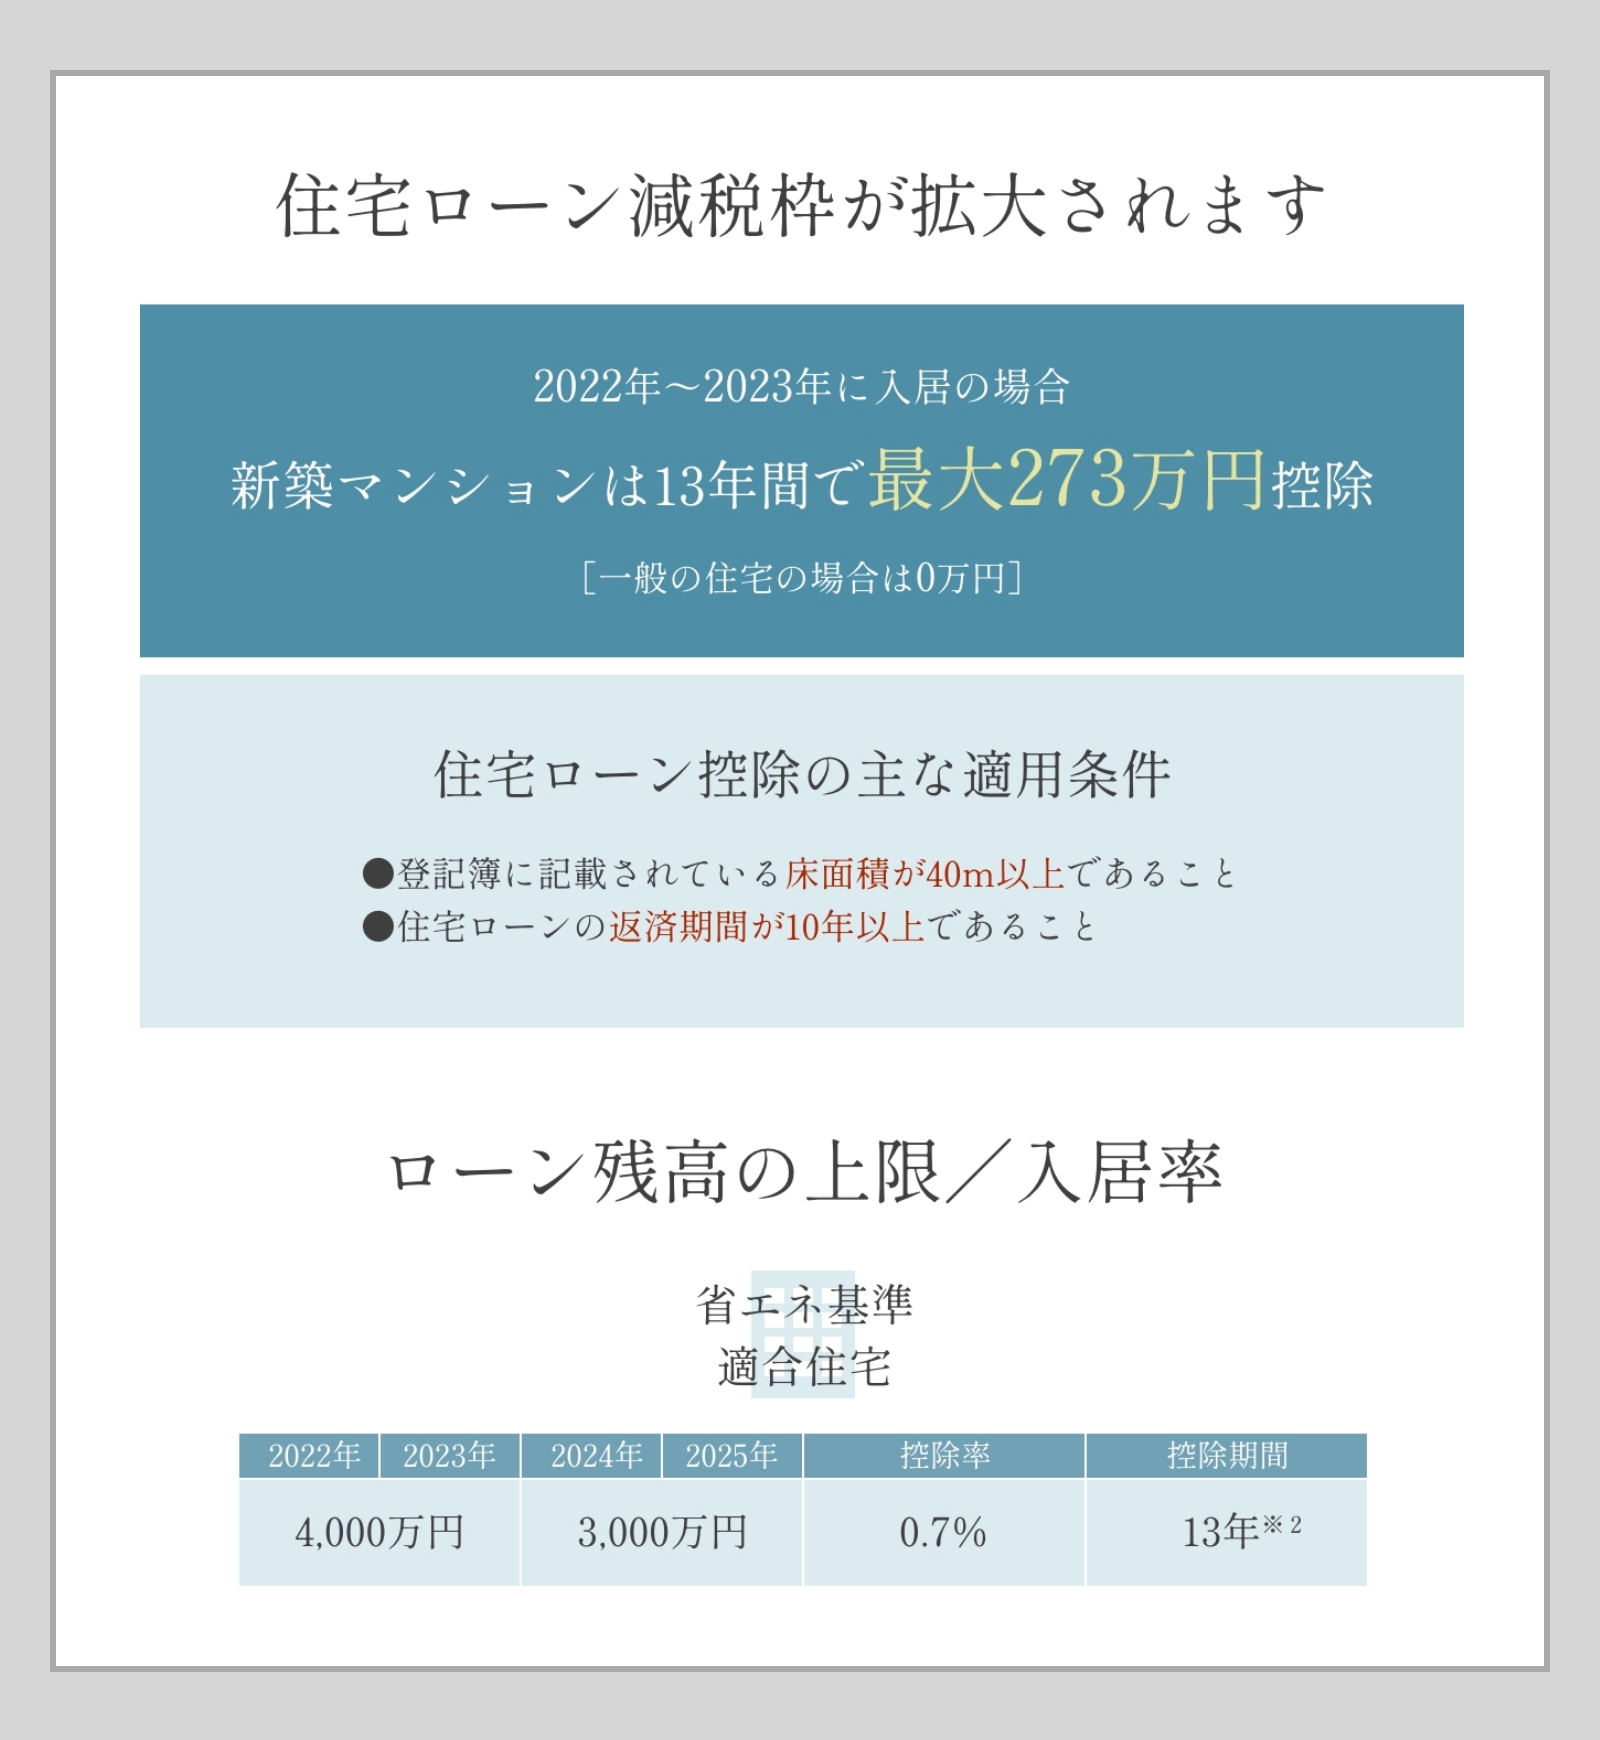 住宅ローン減税枠が拡大されます
2022年〜2023年に入居の場合
新築マンションは13年間で最大273万円控除
［一般の住宅の場合は0万円］
住宅ローン控除の主な適用条件
●登記簿に記載されている床面積が40m以上であること
●住宅ローンの返済期間が10年以上であること
ローン残高の上限／入居率
省エネ基準
適合住宅
2022年 2023年 2024年 2025年 控除率 控除期間
4,000万円 3,000万円 0.7% 13年※2